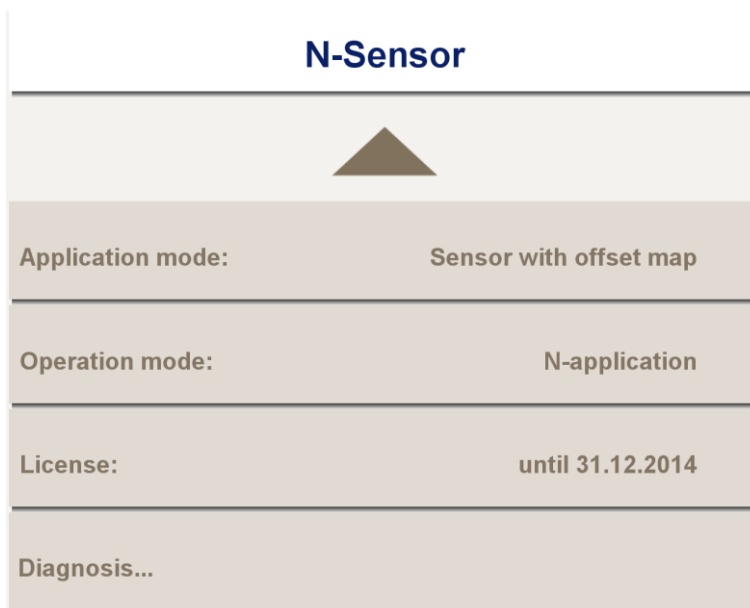 N-Sensor
Application mode: Sensor with offset map
Operation mode: N-application
License: until 31.12.2014
Diagnosis...